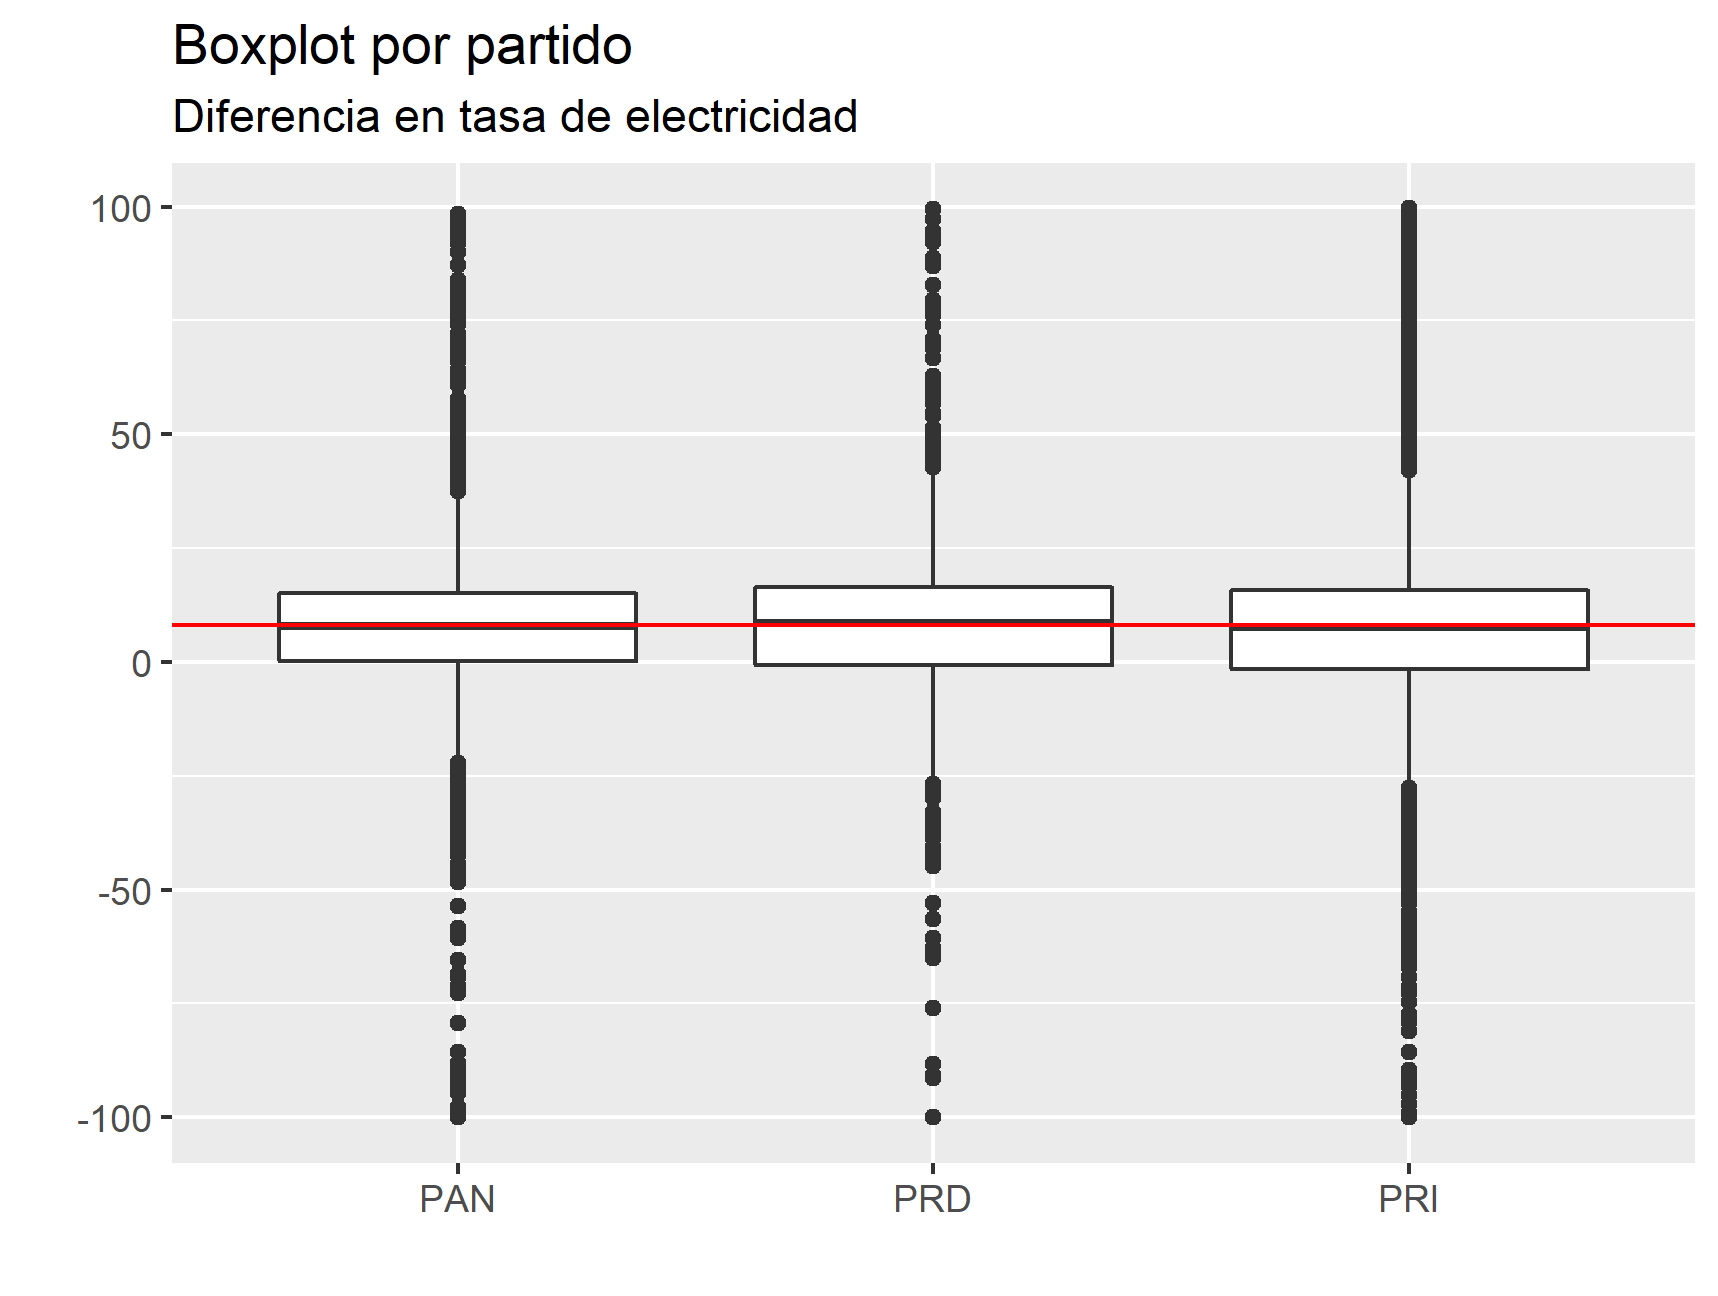 Boxplot por partido
Diferencia en tasa de electricidad
100
50
0
-50
-100
PAN
PRD
PRI